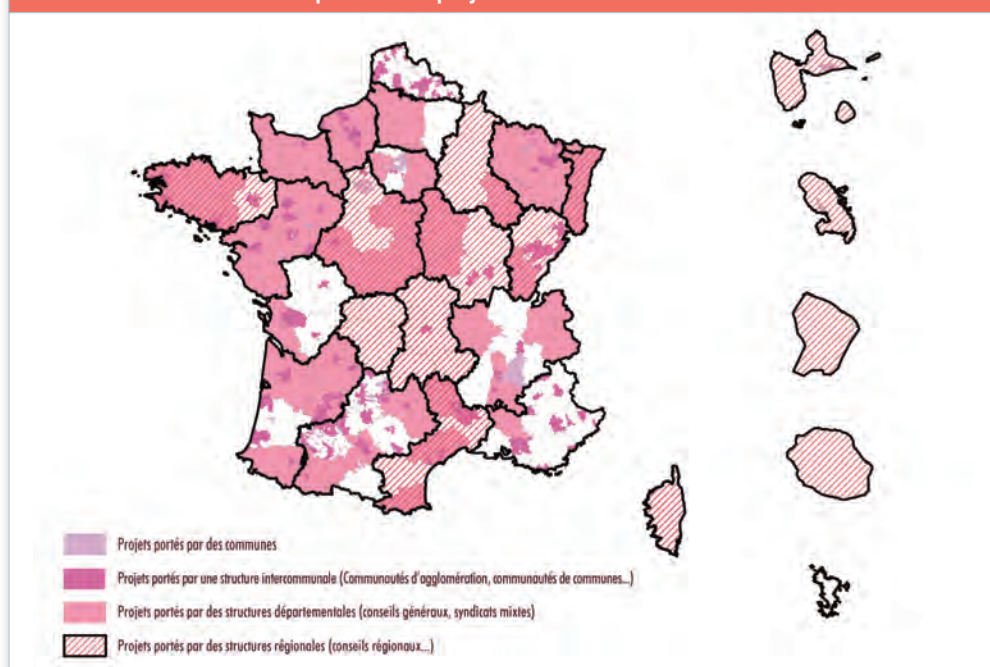 Projets portés par des communes
Projets portés par une structure intercommunale (Communautés d'agglomération, communautés de communes...)
Projets portés par des structures départementales (conseils généraux, syndicats mixtes)
Projets portés par des structures régionales (conseils régionaux...)